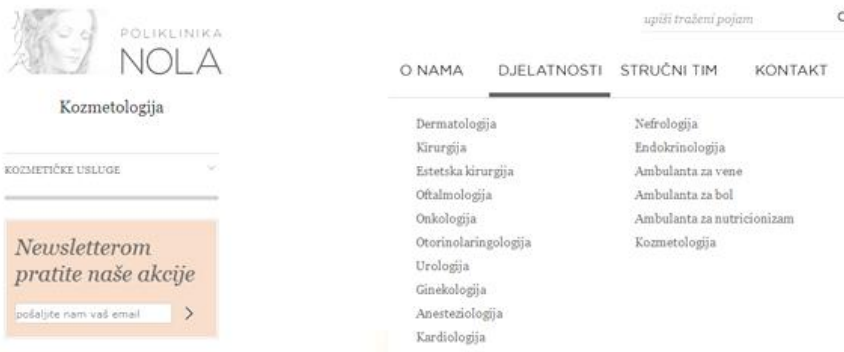 POLIKLINIKA
NOLA
Kozmetologija
KOZMETIČKE USLUGE
Newsletterom
pratite naše akcije
pošaljite nam vaš email
upiši traženi pojam
O NAMA DJELATNOSTI STRUČNI TIM KONTAKT
Dermatologija
Kirurgija
Estetska kirurgija
Oftalmologija
Onkologija
Otorinolaringologija
Urologija
Ginekologija
Anesteziologija
Kardiologija
Nefrologija
Endokrinologija
Ambulanta za vene
Ambulanta za bol
Ambulanta za nutricionizam
Kozmetologija